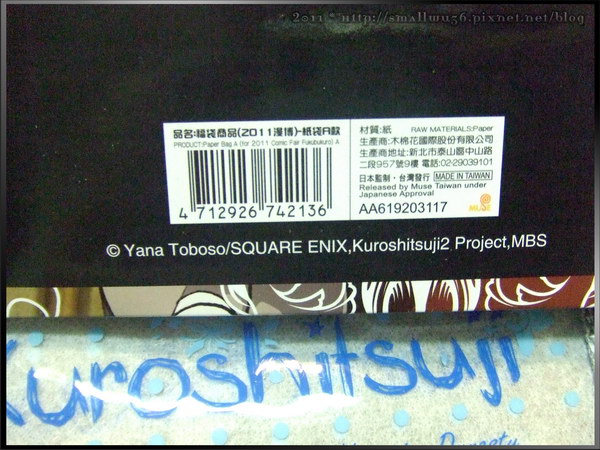 2011 * http://smallwu56.pixnet.net/blog
品名:福袋商品(2011漫博)-紙袋A款
PRODUCT:Paper Bag A (for 2011 Comic Fair Fukubukuro) A
4 712926 742136
材質:紙 RAW MATERIALS:Paper
生產商:木棉花國際股份有限公司
生產商地址:新北市泰山區中山路
二段957號9樓 電話:02-29039101
日本監制‧台灣發行 MADE IN TAIWAN
Released by Muse Taiwan under
Japanese Approval
AA619203117
MUSE
© Yana Toboso/SQUARE ENIX,Kuroshitsuji2 Project,MBS
Kuroshitsuji